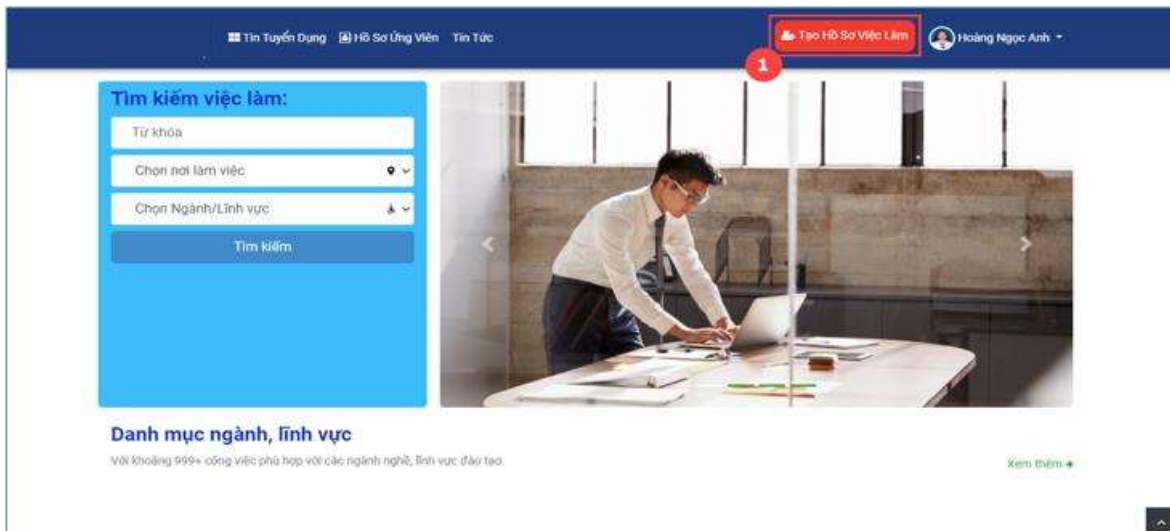 Tin Tuyển Dụng Hồ Sơ Ứng Viên Tin Tức Tạo Hồ Sơ Việc Làm Hoàng Ngọc Anh
1
Tìm kiếm việc làm:
Từ khóa
Chọn nơi làm việc
Chọn Ngành/Lĩnh vực
Tìm kiếm
Danh mục ngành, lĩnh vực
Với khoảng 999+ công việc phù hợp với các ngành nghề, lĩnh vực đào tạo.
Xem thêm